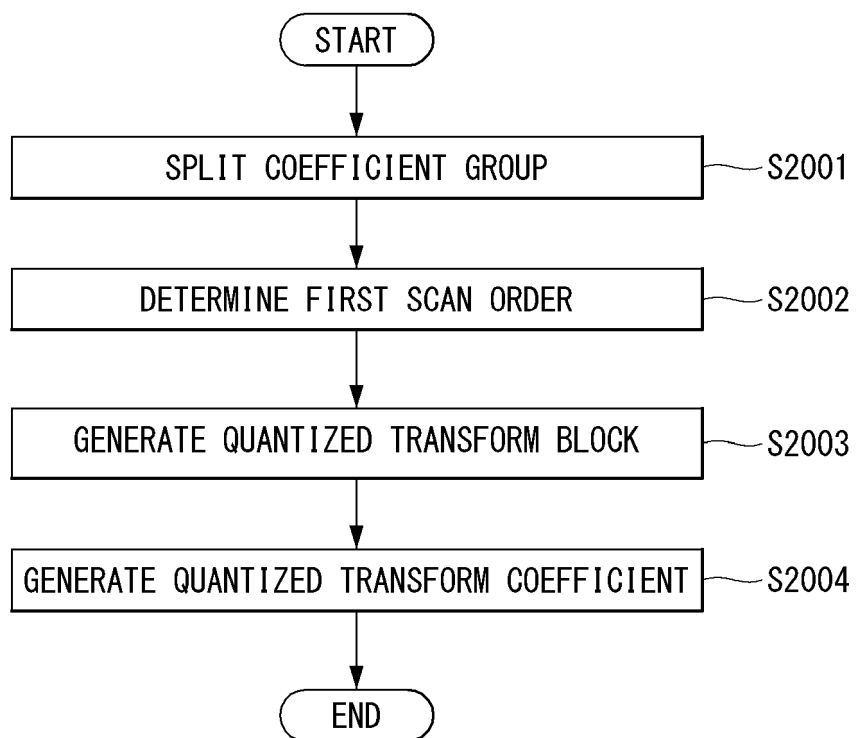 START
SPLIT COEFFICIENT GROUP
S2001
DETERMINE FIRST SCAN ORDER
S2002
GENERATE QUANTIZED TRANSFORM BLOCK
S2003
GENERATE QUANTIZED TRANSFORM COEFFICIENT
S2004
END